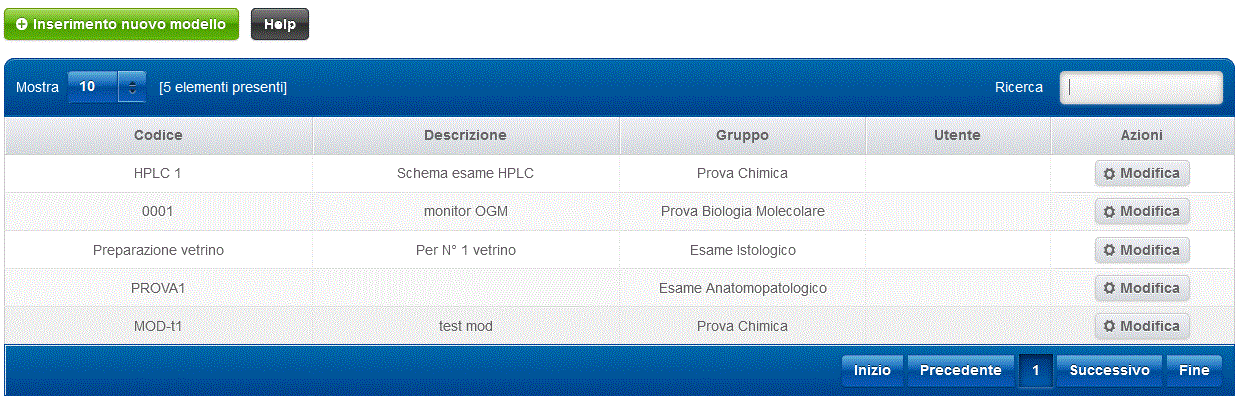 Inserimento nuovo modello Help
Mostra 10 [5 elementi presenti] Ricerca
Codice Descrizione Gruppo Utente Azioni
HPLC 1 Schema esame HPLC Prova Chimica Modifica
0001 monitor OGM Prova Biologia Molecolare Modifica
Preparazione vetrino Per N° 1 vetrino Esame Istologico Modifica
PROVA1 Esame Anatomopatologico Modifica
MOD-t1 test mod Prova Chimica Modifica
Inizio Precedente 1 Successivo Fine